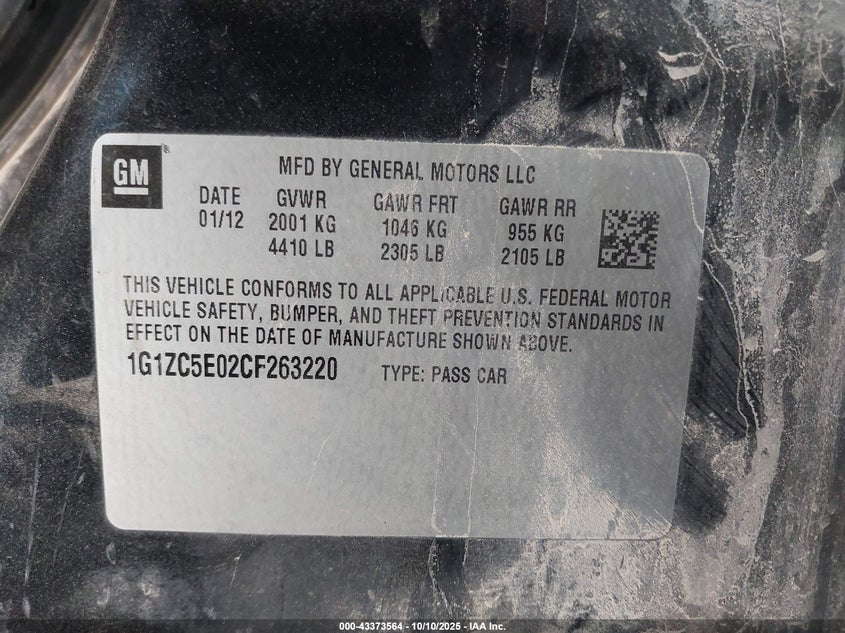 GM
MFD BY GENERAL MOTORS LLC
DATE GVWR GAWR FRT GAWR RR
01/12 2001 KG 1046 KG 955 KG
4410 LB 2305 LB 2105 LB
THIS VEHICLE CONFORMS TO ALL APPLICABLE U.S. FEDERAL MOTOR
VEHICLE SAFETY, BUMPER, AND THEFT PREVENTION STANDARDS IN
EFFECT ON THE DATE OF MANUFACTURE SHOWN ABOVE.
1G1ZC5E02CF263220 TYPE: PASS CAR
000-43373564 - 10/10/2025 - IAA Inc.